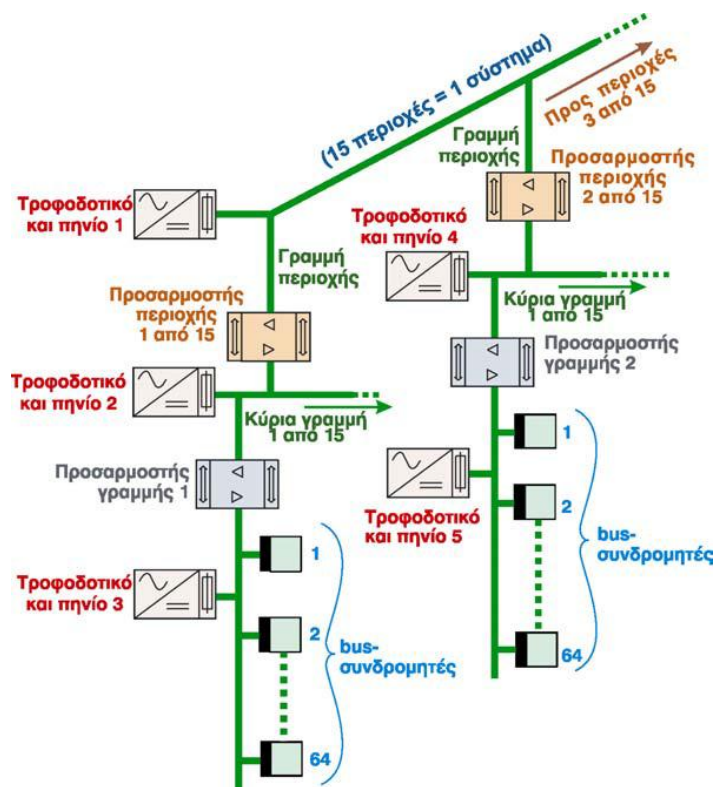 (15 περιοχές = 1 σύστημα)
Προς περιοχές
3 από 15
Γραμμή
περιοχής
Προσαρμοστής
περιοχής
2 από 15
Τροφοδοτικό
και πηνίο 1
Τροφοδοτικό
και πηνίο 4
Γραμμή
περιοχής
Προσαρμοστής
περιοχής
1 από 15
Κύρια γραμμή
1 από 15
Προσαρμοστής
γραμμής 2
Τροφοδοτικό
και πηνίο 2
Κύρια γραμμή
1 από 15
Προσαρμοστής
γραμμής 1
1
2
64
bus-
συνδρομητές
Τροφοδοτικό
και πηνίο 5
Τροφοδοτικό
και πηνίο 3
1
2
64
bus-
συνδρομητές